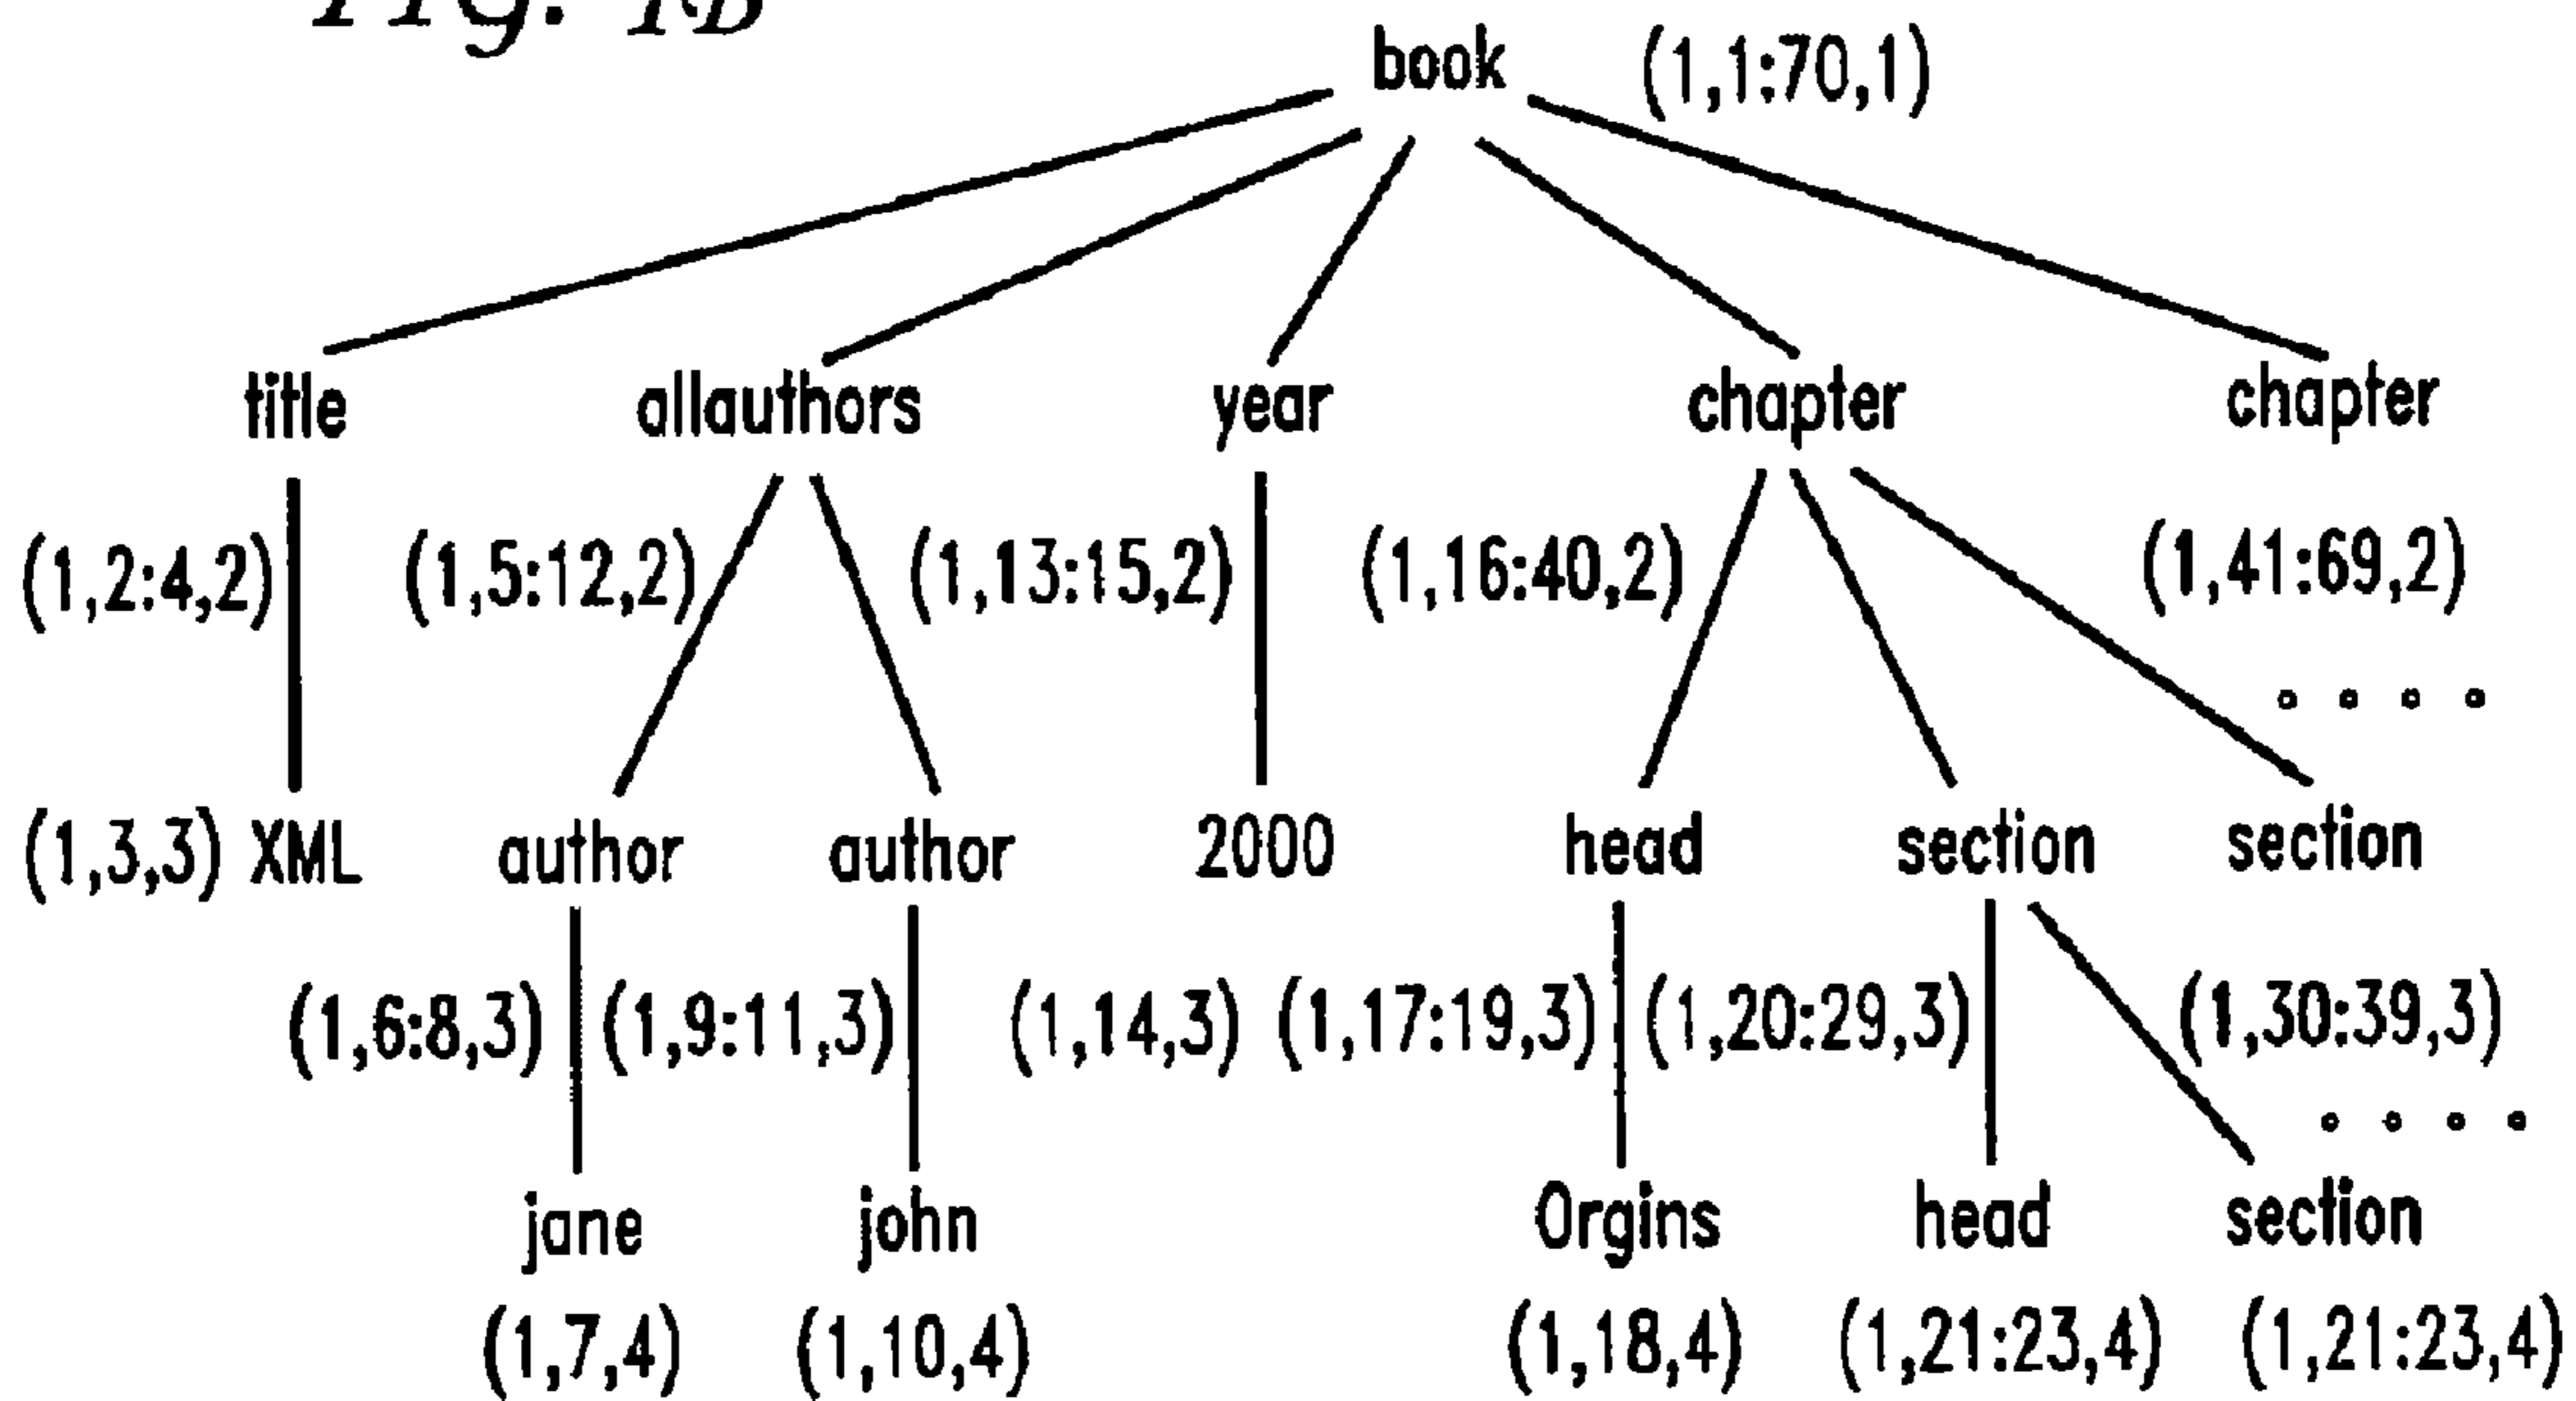 Fig. 1B
book (1,1:70,1)
title allauthors year chapter chapter
(1,2:4,2) (1,5:12,2) (1,13:15,2) (1,16:40,2) (1,41:69,2)
(1,3,3) XML author author 2000 head section section
(1,6:8,3) (1,9:11,3) (1,14,3) (1,17:19,3) (1,20:29,3) (1,30:39,3)
jane john Orgins head section
(1,7,4) (1,10,4) (1,18,4) (1,21:23,4) (1,21:23,4)